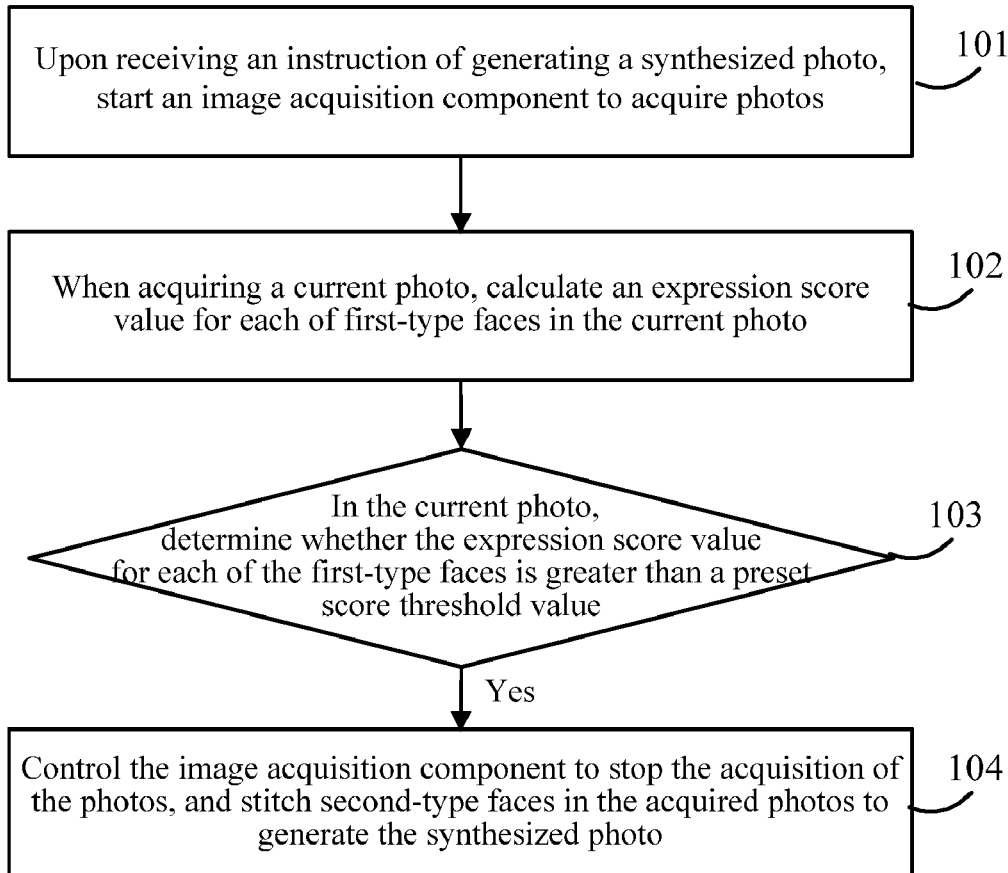 Upon receiving an instruction of generating a synthesized photo,
start an image acquisition component to acquire photos
101
When acquiring a current photo, calculate an expression score
value for each of first-type faces in the current photo
102
In the current photo,
determine whether the expression score value
for each of the first-type faces is greater than a preset
score threshold value
103
Yes
Control the image acquisition component to stop the acquisition of
the photos, and stitch second-type faces in the acquired photos to
generate the synthesized photo
104